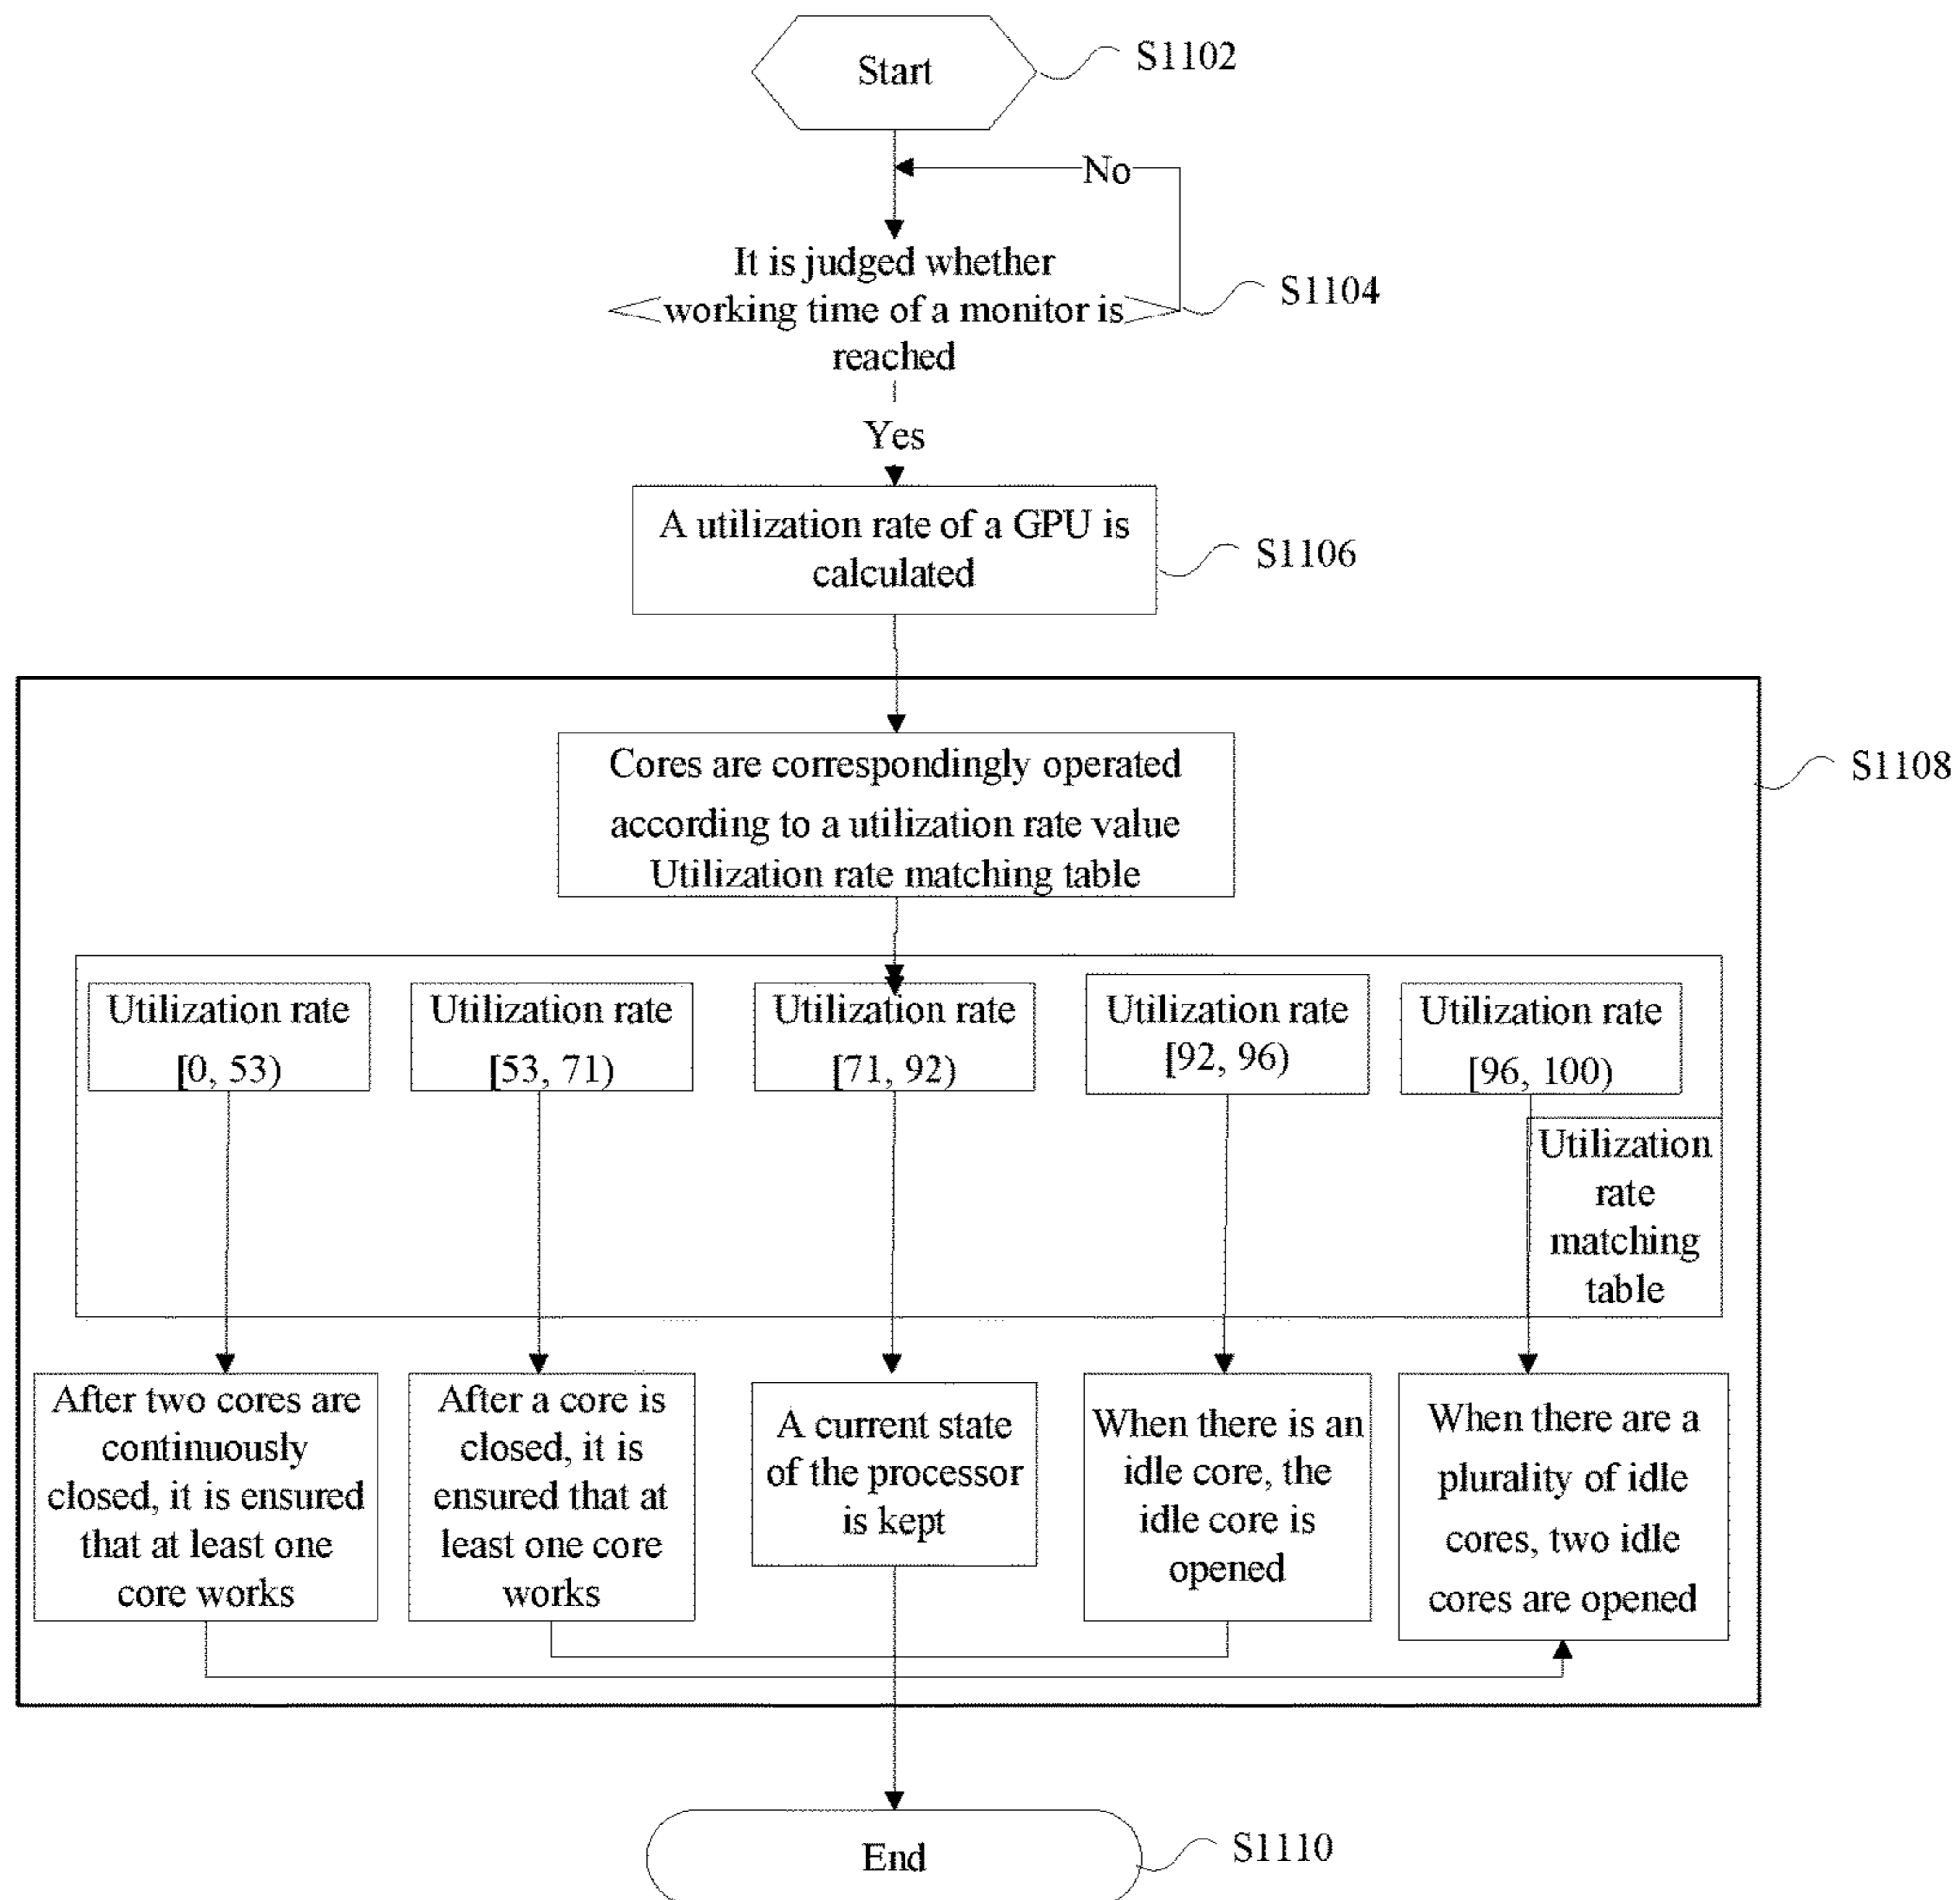 Start
S1102
No
It is judged whether
working time of a monitor is
reached
S1104
Yes
A utilization rate of a GPU is
calculated
S1106
Cores are correspondingly operated
according to a utilization rate value
Utilization rate matching table
S1108
Utilization rate
[0, 53)
Utilization rate
[53, 71)
Utilization rate
[71, 92)
Utilization rate
[92, 96)
Utilization rate
[96, 100)
Utilization
rate
matching
table
After two cores are
continuously
closed, it is ensured
that at least one
core works
After a core is
closed, it is
ensured that at
least one core
works
A current state
of the processor
is kept
When there is an
idle core, the
idle core is
opened
When there are a
plurality of idle
cores, two idle
cores are opened
End
S1110